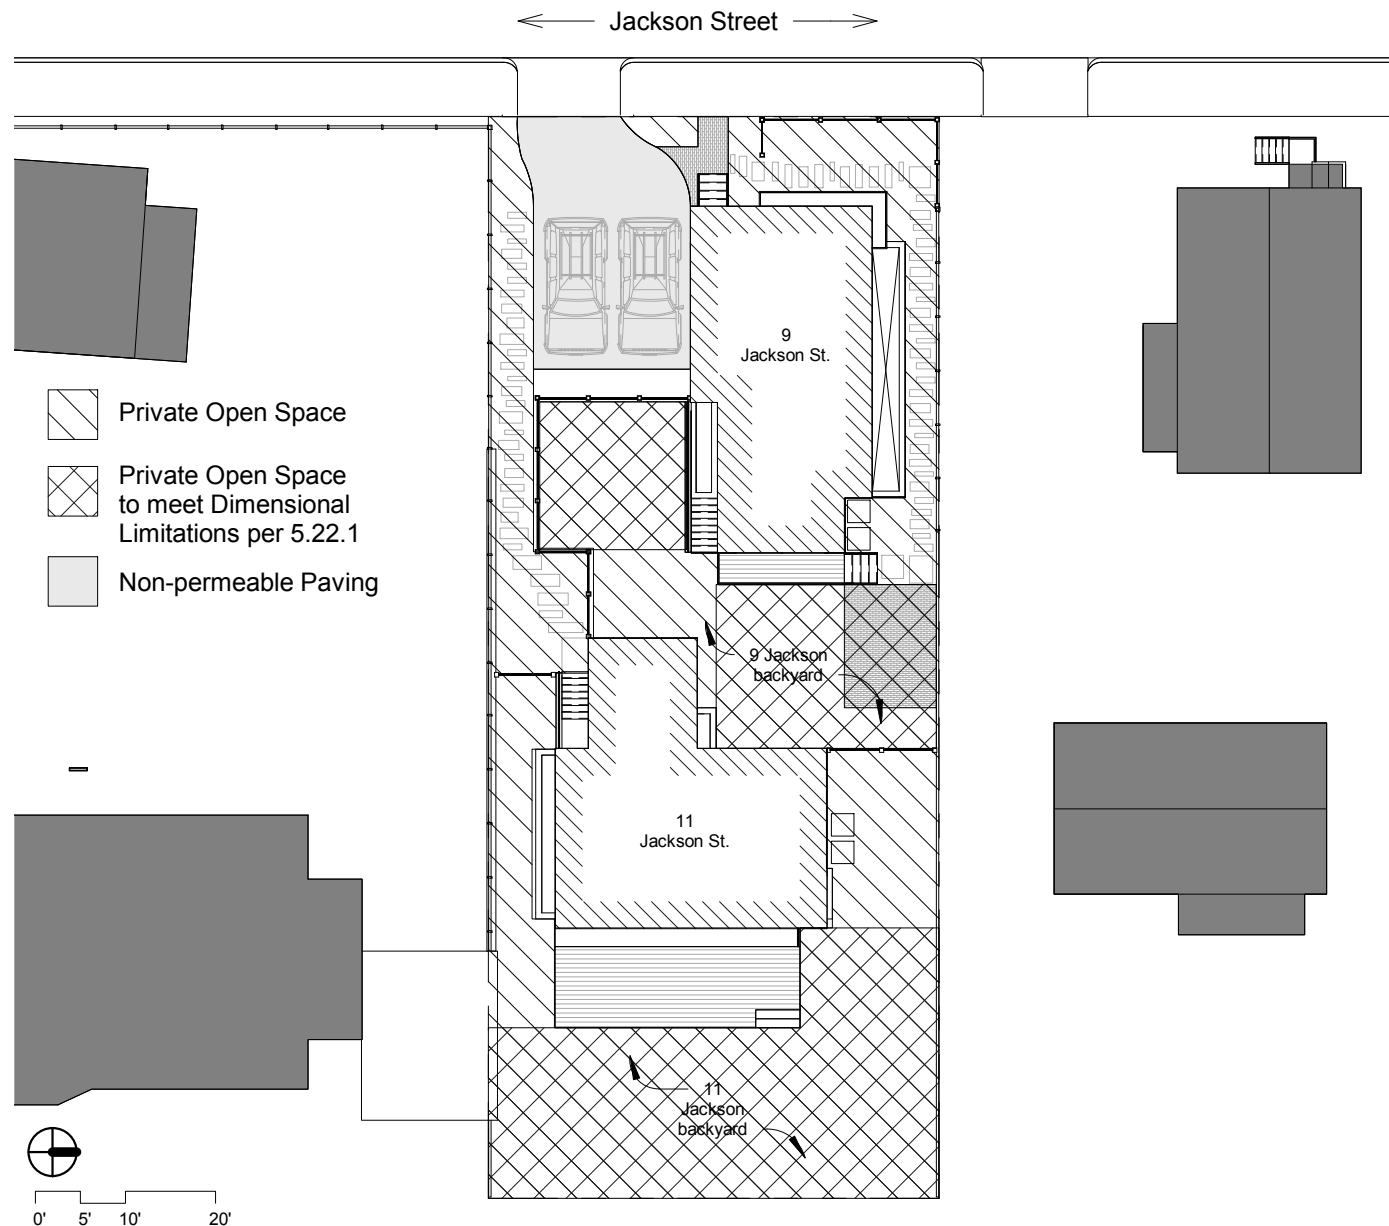 Jackson Street
9
Jackson St.
Private Open Space
Private Open Space
to meet Dimensional
Limitations per 5.22.1
Non-permeable Paving
9 Jackson
backyard
11
Jackson St.
11
Jackson
backyard
0' 5' 10' 20'